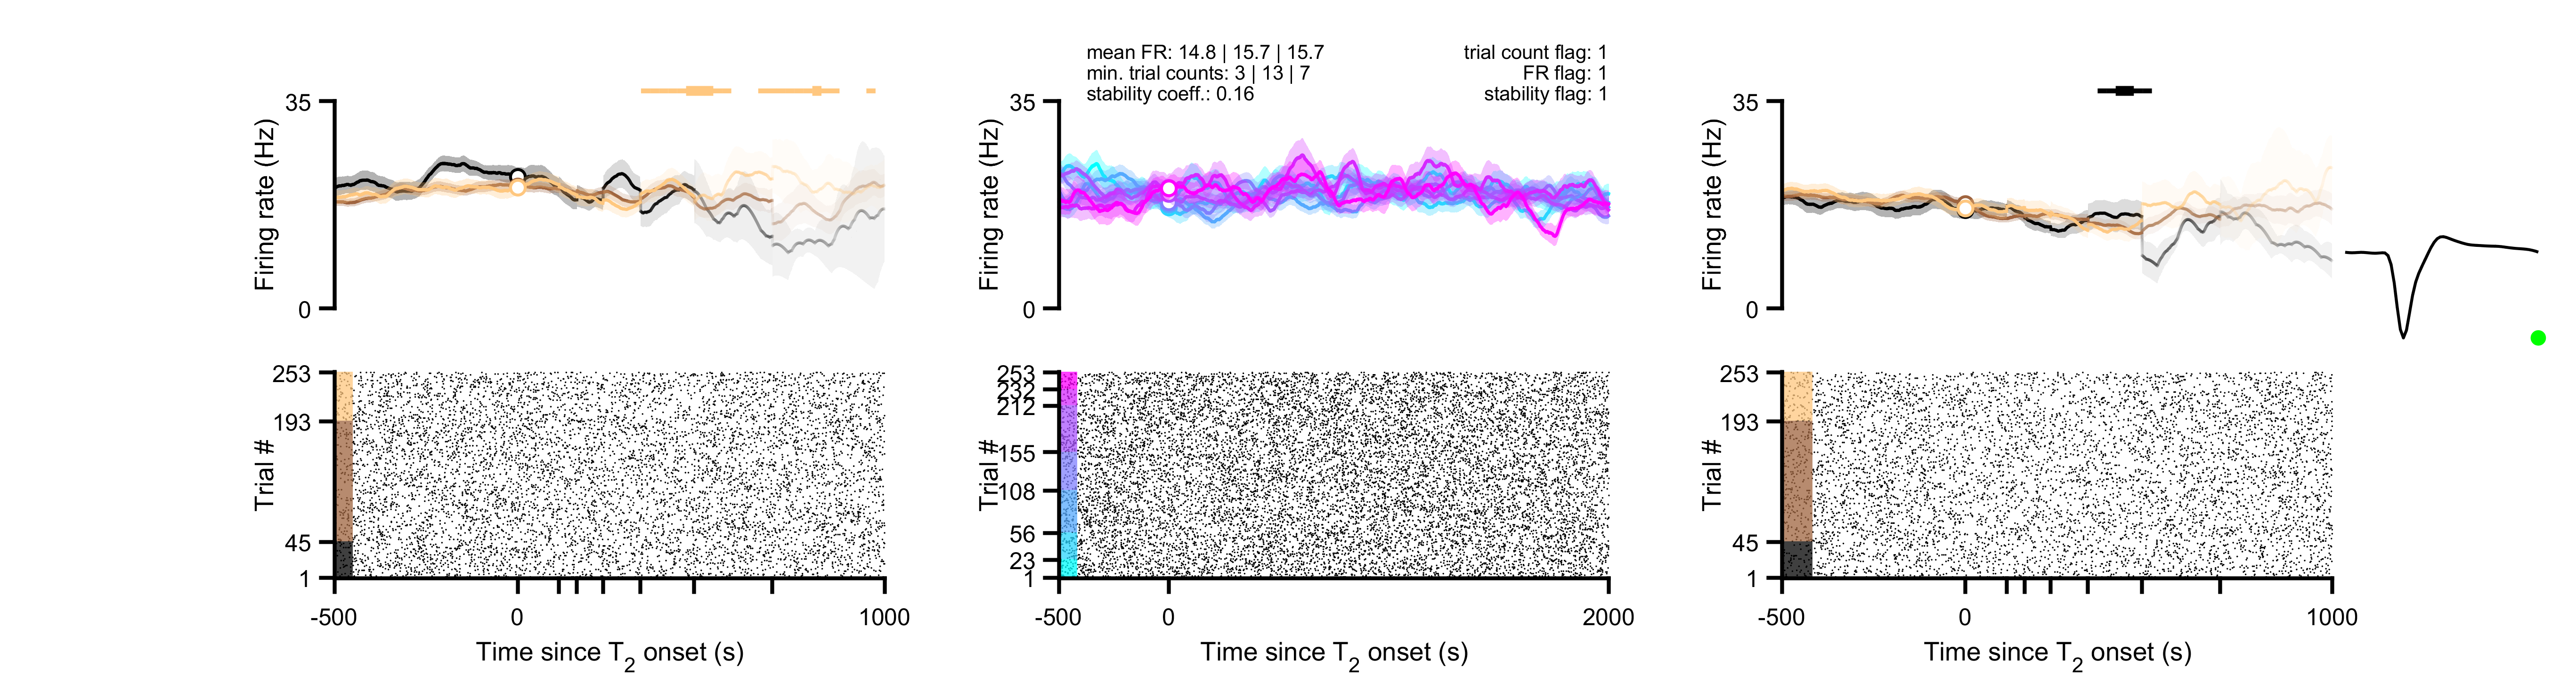 mean FR: 14.8 | 15.7 | 15.7
min. trial counts: 3 | 13 | 7
stability coeff.: 0.16
trial count flag: 1
FR flag: 1
stability flag: 1
35
0
Firing rate (Hz)
35
0
Firing rate (Hz)
35
0
Firing rate (Hz)
253
193
45
1
Trial #
-500
0
1000
Time since T2 onset (s)
253
232
212
155
108
56
23
1
Trial #
-500
0
2000
Time since T2 onset (s)
253
193
45
1
Trial #
-500
0
1000
Time since T2 onset (s)